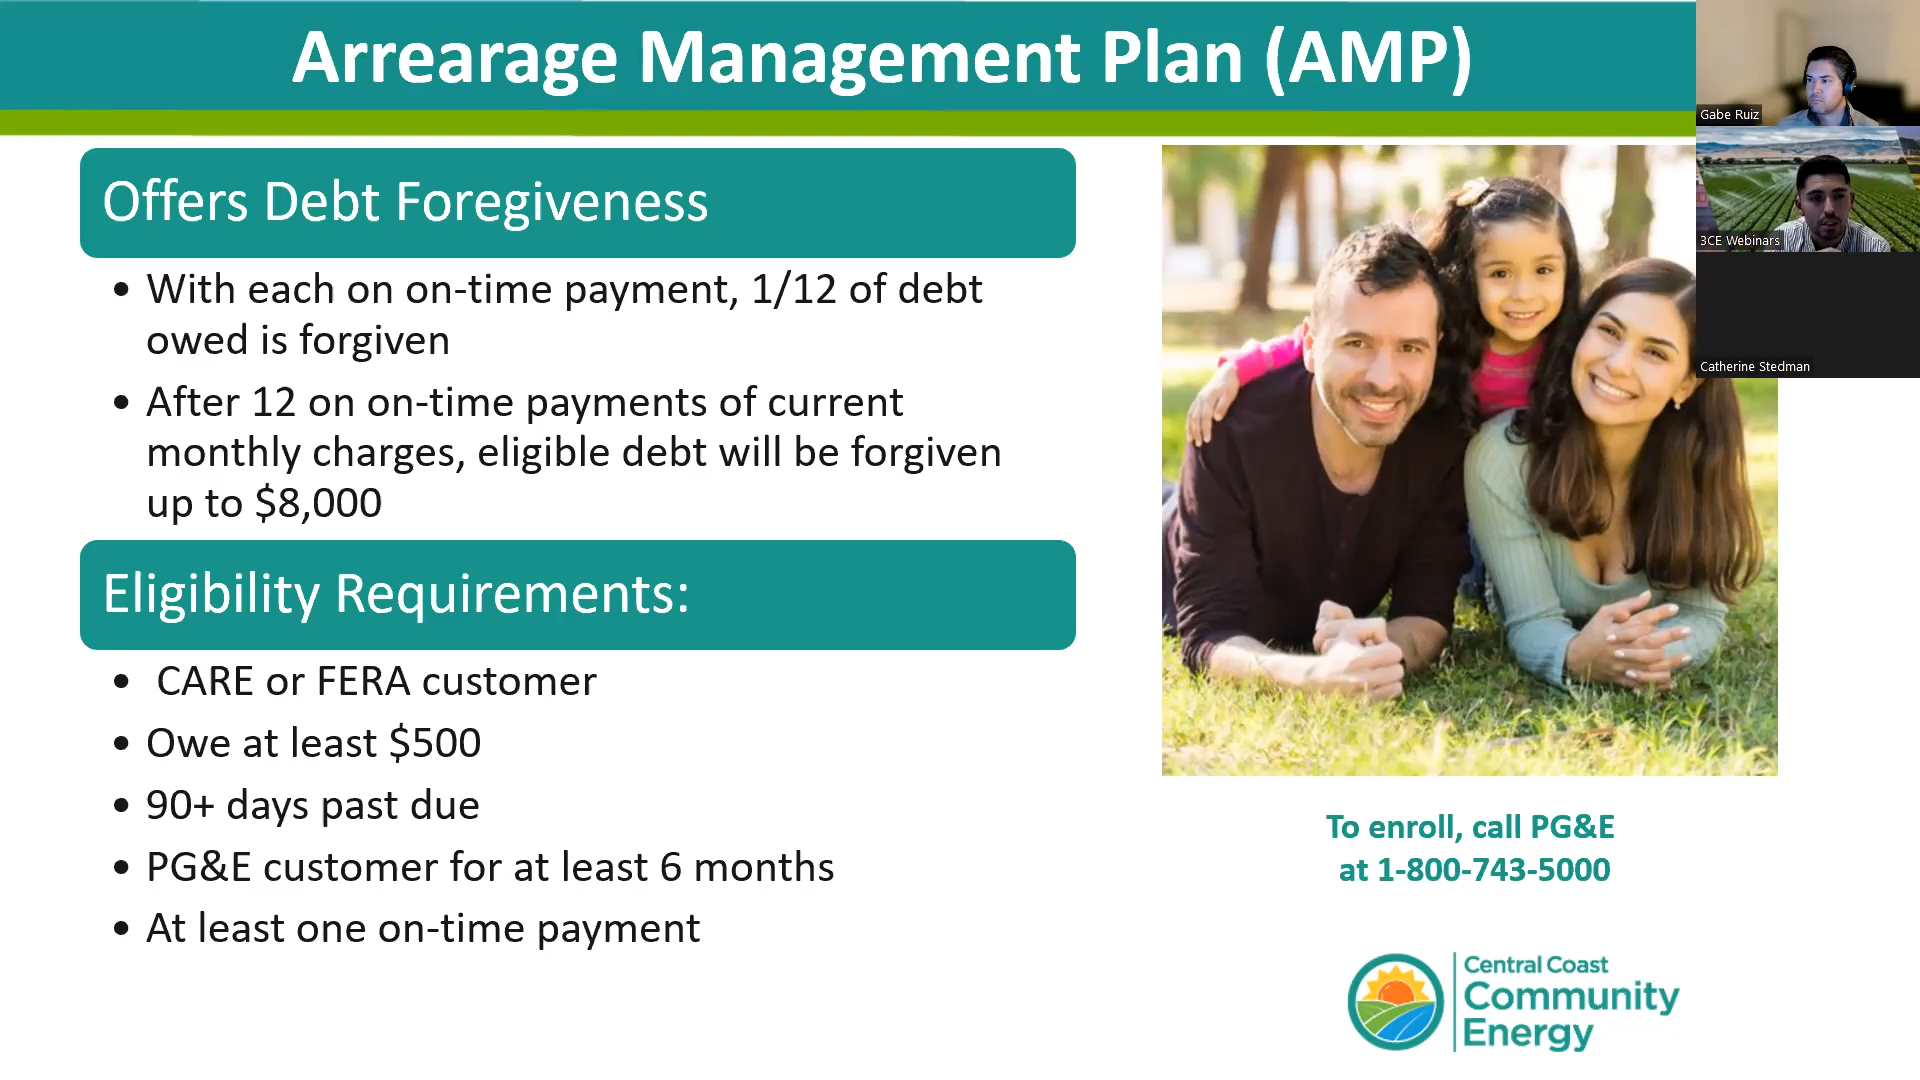 Arrearage Management Plan (AMP)
Offers Debt Foregiveness
• With each on on-time payment, 1/12 of debt
owed is forgiven
• After 12 on on-time payments of current
monthly charges, eligible debt will be forgiven
up to $8,000
Eligibility Requirements:
• CARE or FERA customer
• Owe at least $500
• 90+ days past due
• PG&E customer for at least 6 months
• At least one on-time payment
Gabe Ruiz
3CE Webinars
Catherine Stedman
To enroll, call PG&E
at 1-800-743-5000
Central Coast
Community
Energy